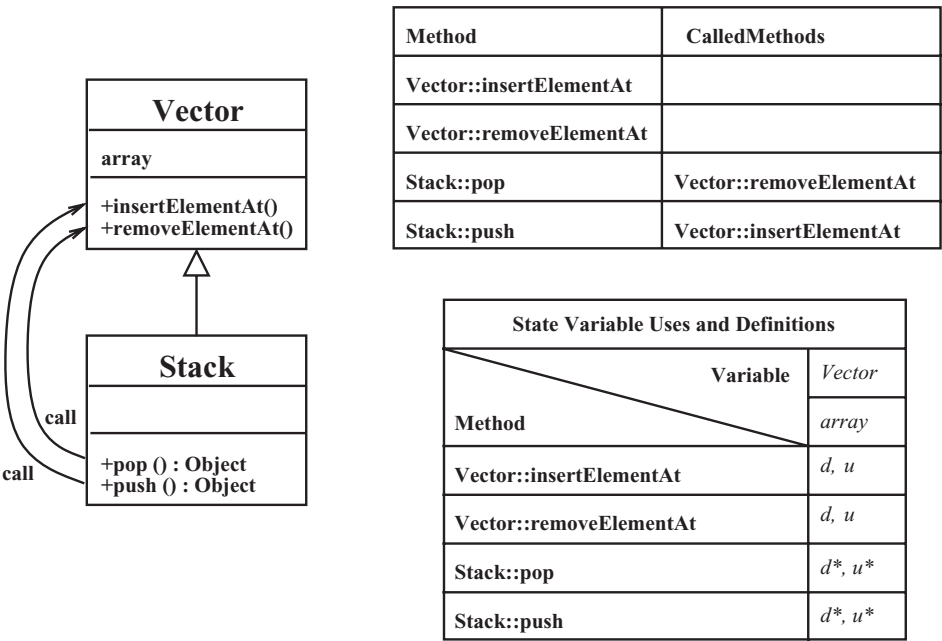 Vector
array
+insertElementAt()
+removeElementAt()
Stack
+pop () : Object
+push () : Object
call
call
Method CalledMethods
Vector::insertElementAt
Vector::removeElementAt
Stack::pop Vector::removeElementAt
Stack::push Vector::insertElementAt
State Variable Uses and Definitions
Variable Vector
Method array
Vector::insertElementAt d, u
Vector::removeElementAt d, u
Stack::pop d*, u*
Stack::push d*, u*